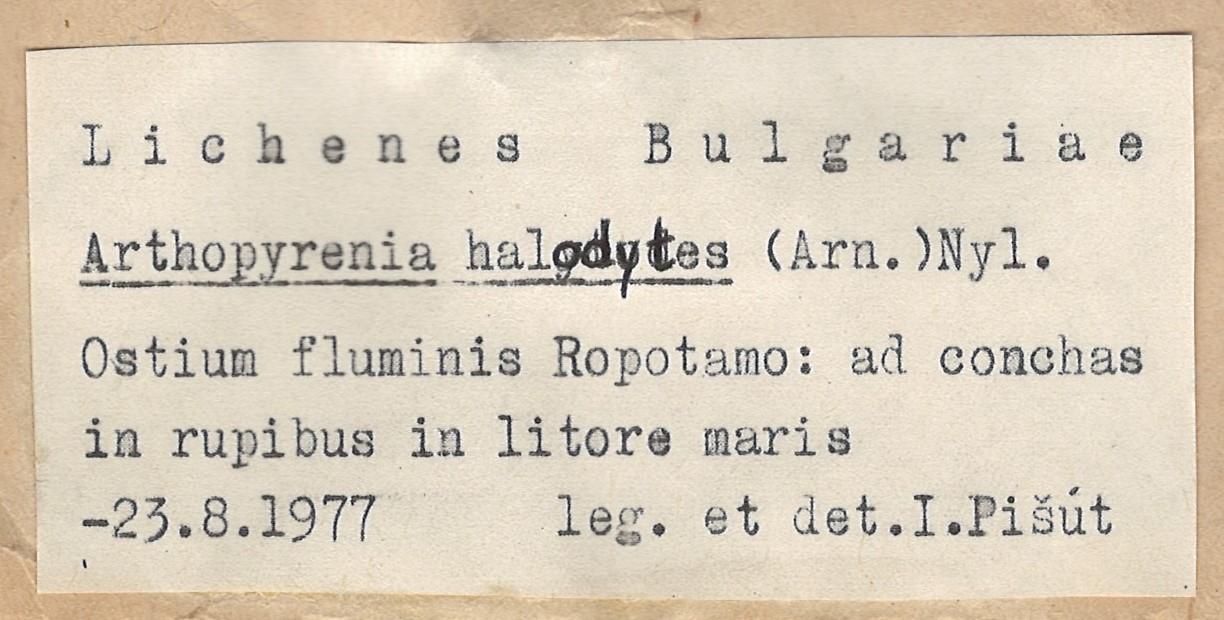 Lichenes Bulgariae
Arthopyrenia halodytes (Arn.)Nyl.
Ostium fluminis Ropotamo: ad conchas
in rupibus in litore maris
-23.8.1977 leg. et det.I.Pišút